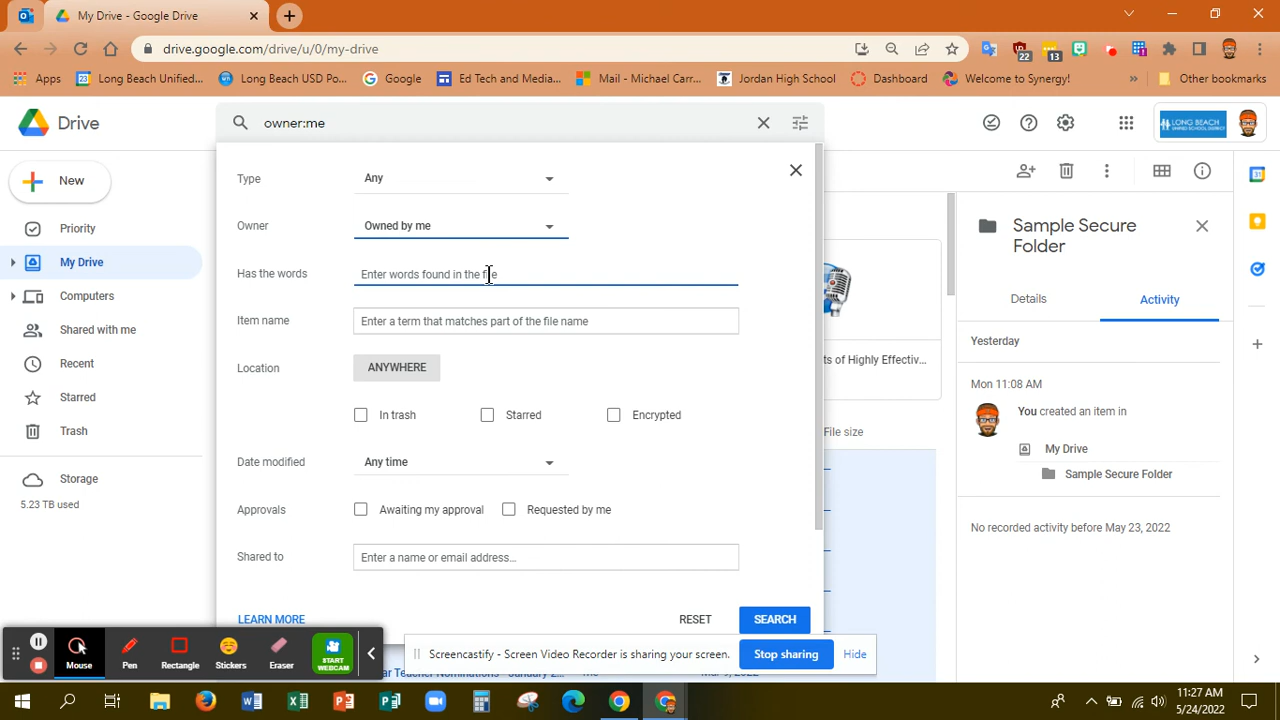 My Drive - Google Drive
drive.google.com/drive/u/0/my-drive
22
13
Apps
Long Beach Unified...
Long Beach USD Po...
Google
Ed Tech and Media...
Mail - Michael Carr...
Jordan High School
Dashboard
Welcome to Synergy!
»
Other bookmarks
Drive
owner:me
LONG BEACH
New
Priority
My Drive
Computers
Shared with me
Recent
Starred
Trash
Storage
5.23 TB used
Type
Any
Owner
Owned by me
Has the words
Enter words found in the file
Item name
Enter a term that matches part of the file name
Location
ANYWHERE
In trash
Starred
Encrypted
Date modified
Any time
Approvals
Awaiting my approval
Requested by me
Shared to
Enter a name or email address...
LEARN MORE
RESET
SEARCH
ts of Highly Effectiv...
File size
Sample Secure
Folder
Details
Activity
Yesterday
Mon 11:08 AM
You created an item in
My Drive
Sample Secure Folder
No recorded activity before May 23, 2022
Mouse
Pen
Rectangle
Stickers
Eraser
START
WEBCAM
Screencastify - Screen Video Recorder is sharing your screen.
Stop sharing
Hide
11:27 AM
5/24/2022